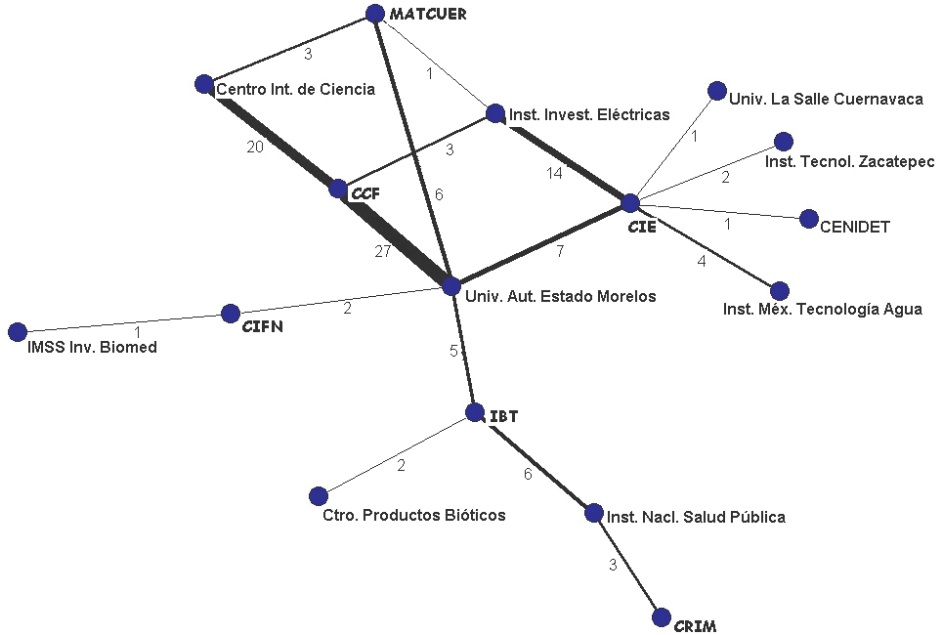 MATCUER
3
Centro Int. de Ciencia
1
Univ. La Salle Cuernavaca
Inst. Invest. Eléctricas
1
20
3
Inst. Tecnol. Zacatepec
14
2
CCF
6
CIE
1
CENIDET
27
7
4
Univ. Aut. Estado Morelos
2
Inst. Méx. Tecnología Agua
CIFN
1
IMSS Inv. Biomed
5
IBT
2
6
Ctro. Productos Bióticos
Inst. Nacl. Salud Pública
3
CRIM